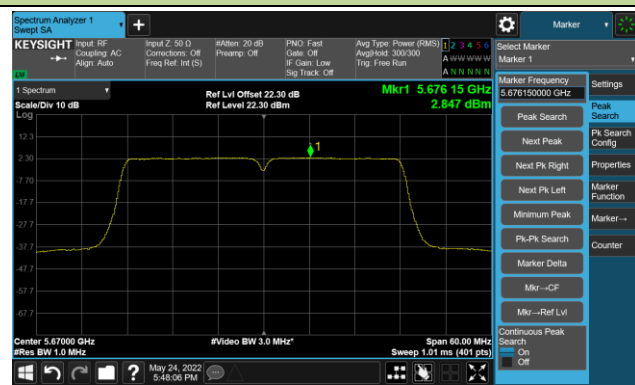 Spectrum Analyzer 1
Swept SA
Marker
KEYSIGHT
Input: RF
Coupling: AC
Align: Auto
Input Z: 50 Ω
Corrections: Off
Freq Ref: Int (S)
#Atten: 20 dB
Preamp: Off
PNO: Fast
Gate: Off
IF Gain: Low
Sig Track: Off
Avg Type: Power (RMS)
Avg|Hold: 300/300
Trig: Free Run
1 2 3 4 5 6
A W W W W W
A N N N N N
Select Marker
Marker 1
1 Spectrum
Scale/Div 10 dB
Log
Ref Lvl Offset 22.30 dB
Ref Level 22.30 dBm
Mkr1 5.676 15 GHz
2.847 dBm
1
12.3
2.30
-7.70
-17.7
-27.7
-37.7
-47.7
-57.7
-67.7
Center 5.67000 GHz
#Res BW 1.0 MHz
#Video BW 3.0 MHz*
Span 60.00 MHz
Sweep 1.01 ms (401 pts)
Marker Frequency
5.676150000 GHz
Peak Search
Next Peak
Next Pk Right
Next Pk Left
Minimum Peak
Pk-Pk Search
Marker Delta
Mkr→CF
Mkr→Ref Lvl
Continuous Peak
Search
On
Off
Settings
Peak
Search
Pk Search
Config
Properties
Marker
Function
Marker→
Counter
May 24, 2022
5:48:06 PM